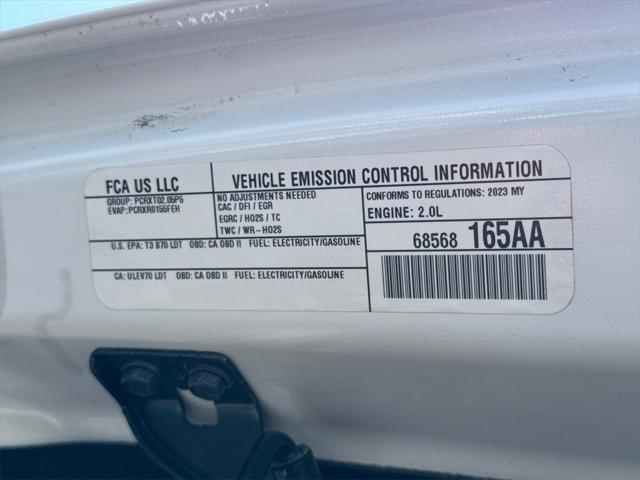 FCA US LLC
GROUP: PCRXT02.05P5
EVAP:PCRXR0155FEH
VEHICLE EMISSION CONTROL INFORMATION
NO ADJUSTMENTS NEEDED
CAC / DFI / EGR
EGRC / HO2S / TC
TWC / WR-HO2S
CONFORMS TO REGULATIONS: 2023 MY
ENGINE: 2.0L
U.S. EPA: T3 B70 LDT OBD: CA OBD II FUEL: ELECTRICITY/GASOLINE
CA: ULEV70 LDT OBD: CA OBD II FUEL: ELECTRICITY/GASOLINE
68568 165AA